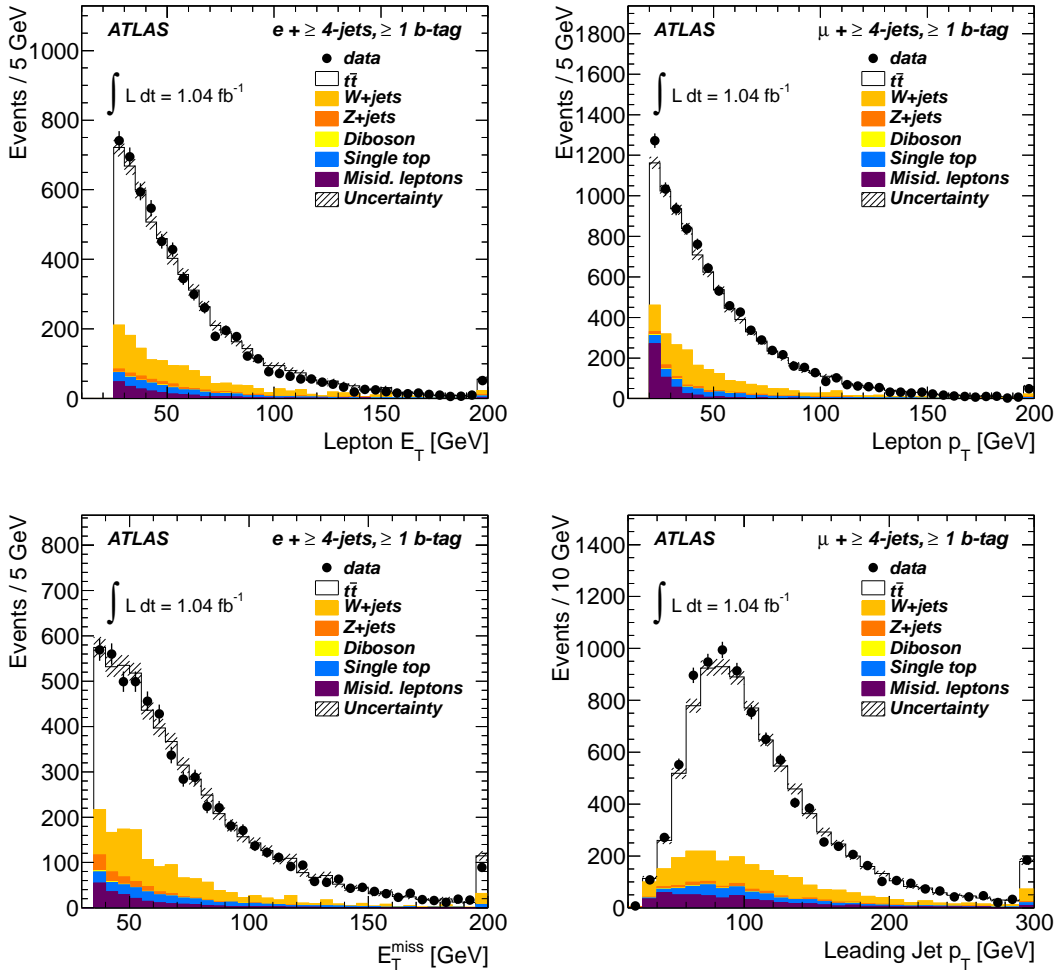 Events / 5 GeV
1000
800
600
400
200
0
ATLAS
e + ≥ 4-jets, ≥ 1 b-tag
∫ L dt = 1.04 fb⁻¹
data
tt̄
W+jets
Z+jets
Diboson
Single top
Misid. leptons
Uncertainty
50 100 150 200
Lepton E_T [GeV]
Events / 5 GeV
1800
1600
1400
1200
1000
800
600
400
200
0
ATLAS
μ + ≥ 4-jets, ≥ 1 b-tag
∫ L dt = 1.04 fb⁻¹
data
tt̄
W+jets
Z+jets
Diboson
Single top
Misid. leptons
Uncertainty
50 100 150 200
Lepton p_T [GeV]
Events / 5 GeV
800
700
600
500
400
300
200
100
0
ATLAS
e + ≥ 4-jets, ≥ 1 b-tag
∫ L dt = 1.04 fb⁻¹
data
tt̄
W+jets
Z+jets
Diboson
Single top
Misid. leptons
Uncertainty
50 100 150 200
E_T^miss [GeV]
Events / 10 GeV
1400
1200
1000
800
600
400
200
0
ATLAS
μ + ≥ 4-jets, ≥ 1 b-tag
∫ L dt = 1.04 fb⁻¹
data
tt̄
W+jets
Z+jets
Diboson
Single top
Misid. leptons
Uncertainty
100 200 300
Leading Jet p_T [GeV]